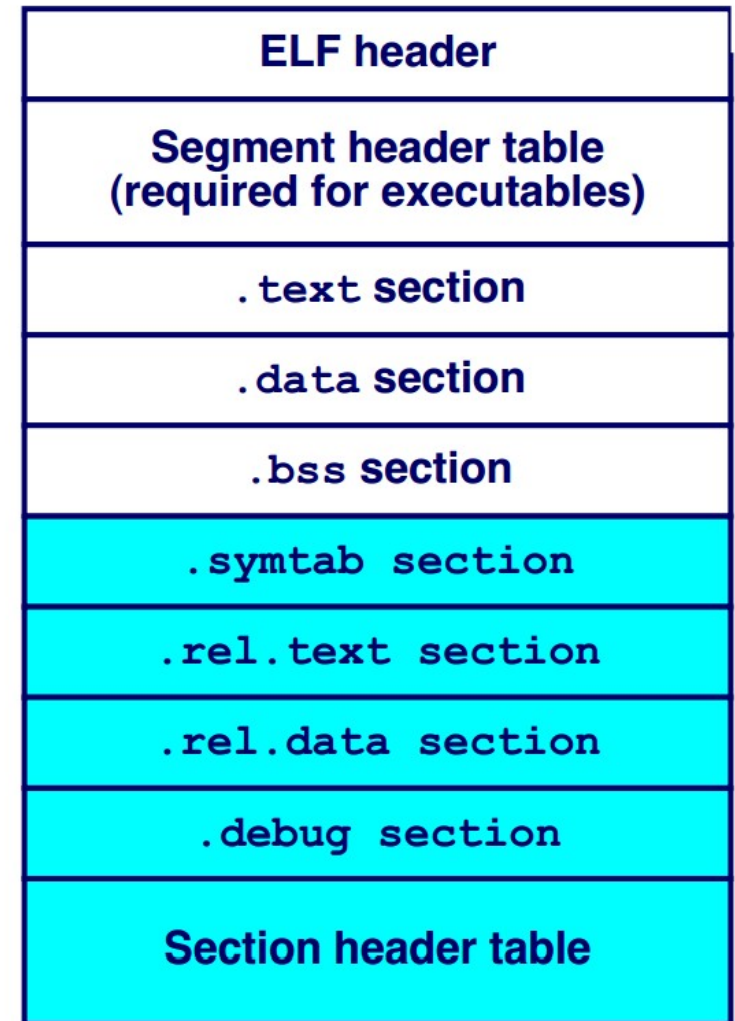 ELF header
Segment header table
(required for executables)
.text section
.data section
.bss section
.symtab section
.rel.text section
.rel.data section
.debug section
Section header table